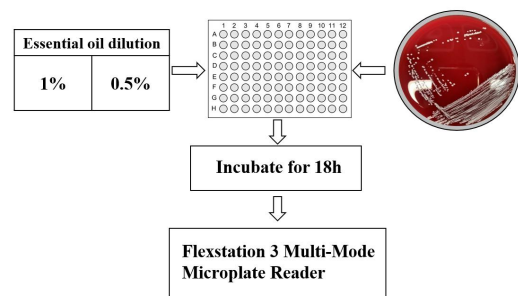 Essential oil dilution
1% 0.5%
1 2 3 4 5 6 7 8 9 10 11 12
A
B
C
D
E
F
G
H
Incubate for 18h
Flexstation 3 Multi-Mode
Microplate Reader